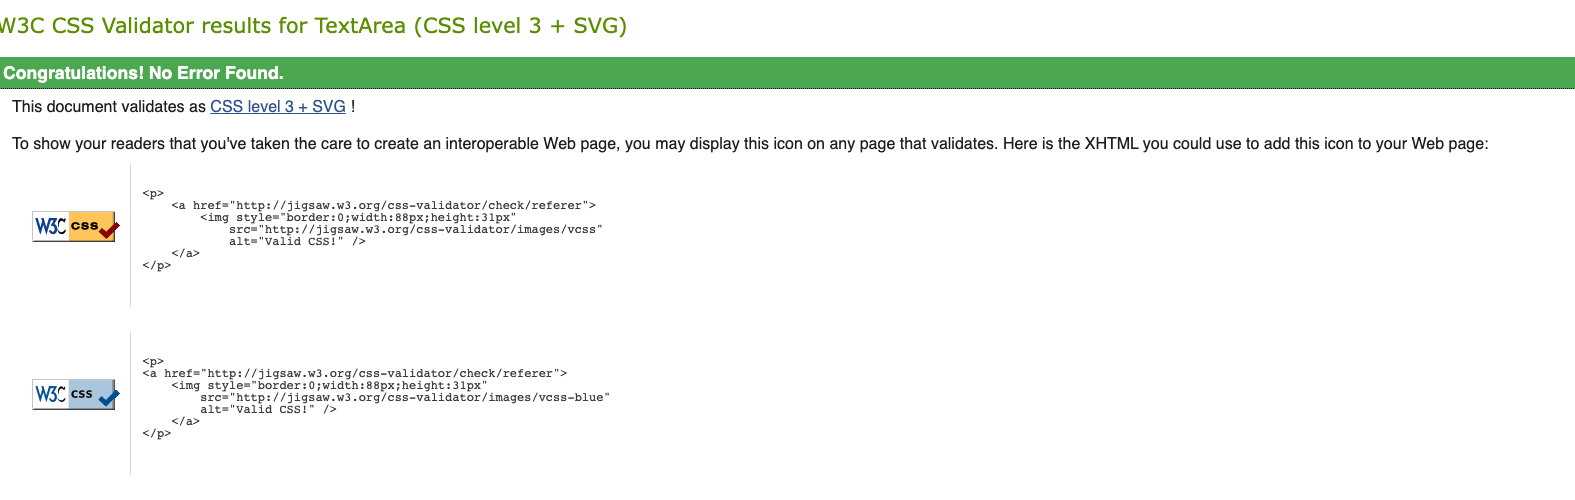 W3C CSS Validator results for TextArea (CSS level 3 + SVG)
Congratulations! No Error Found.
This document validates as CSS level 3 + SVG !
To show your readers that you've taken the care to create an interoperable Web page, you may display this icon on any page that validates. Here is the XHTML you could use to add this icon to your Web page:
W3C css
<p>
    <a href="http://jigsaw.w3.org/css-validator/check/referer">
        <img style="border:0;width:88px;height:31px"
            src="http://jigsaw.w3.org/css-validator/images/vcss"
            alt="Valid CSS!" />
    </a>
</p>
W3C css
<p>
<a href="http://jigsaw.w3.org/css-validator/check/referer">
    <img style="border:0;width:88px;height:31px"
        src="http://jigsaw.w3.org/css-validator/images/vcss-blue"
        alt="Valid CSS!" />
    </a>
</p>